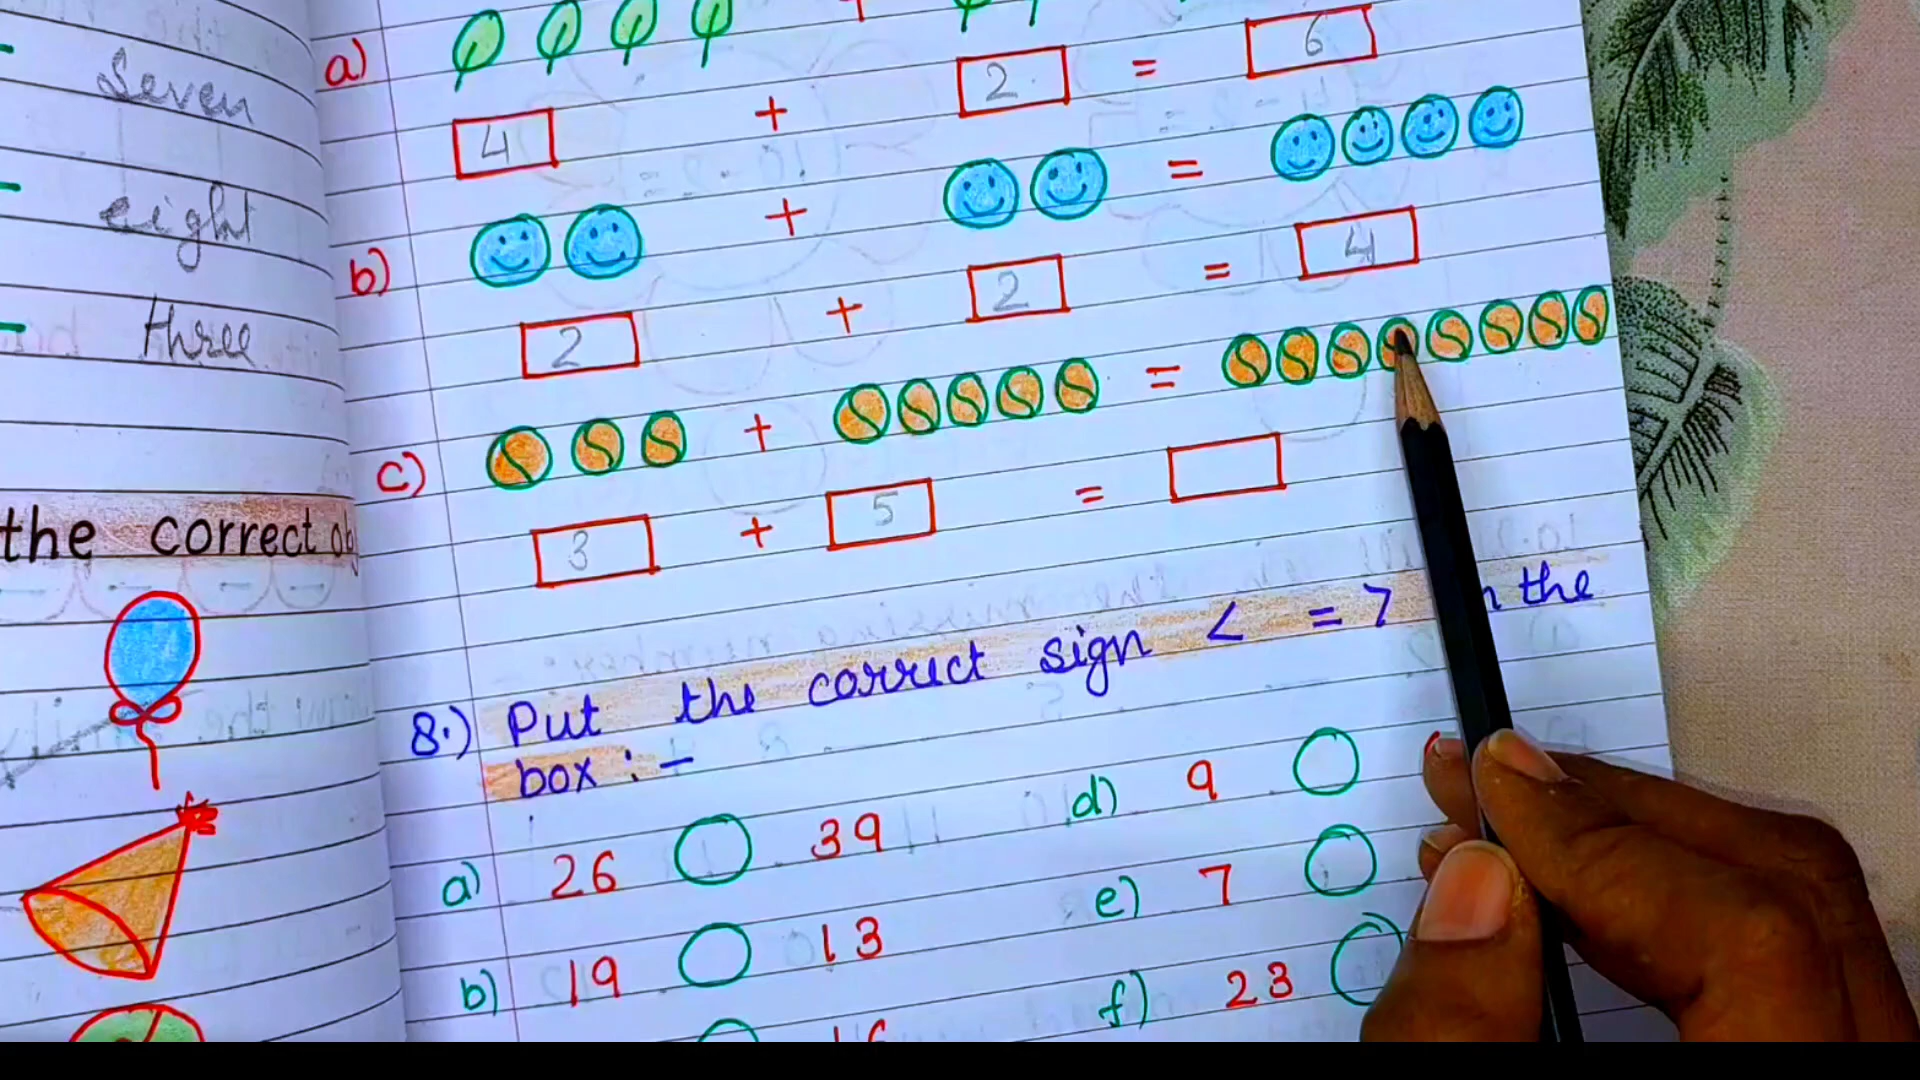 Seven
eight
three
the correct ob
a)
+
4 + 2 = 6
b) + =
2 + 2 = 4
c) + =
3 + 5 =
8.) Put the correct sign < = > the
box :-
a) 26 39
b) 19 13
d) 9
e) 7
f) 23